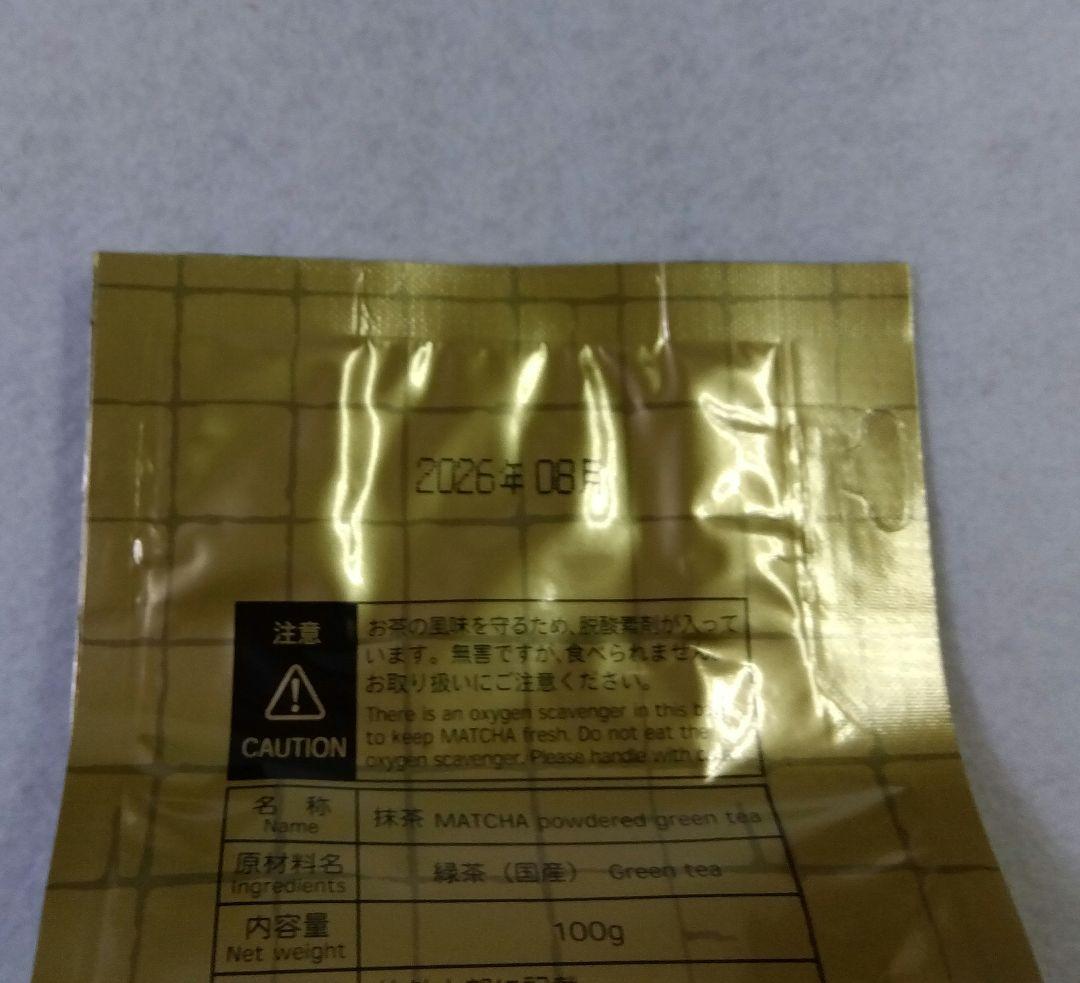 2026年 08月
注意
CAUTION
お茶の風味を守るため、脱酸素剤が入って
います。無害ですが、食べられません。
お取り扱いにご注意ください。
There is an oxygen scavenger in this
to keep MATCHA fresh. Do not eat the
oxygen scavenger. Please handle with
名 称
Name
抹茶 MATCHA powdered green tea
原材料名
Ingredients
緑茶（国産） Green tea
内容量
Net weight
100g